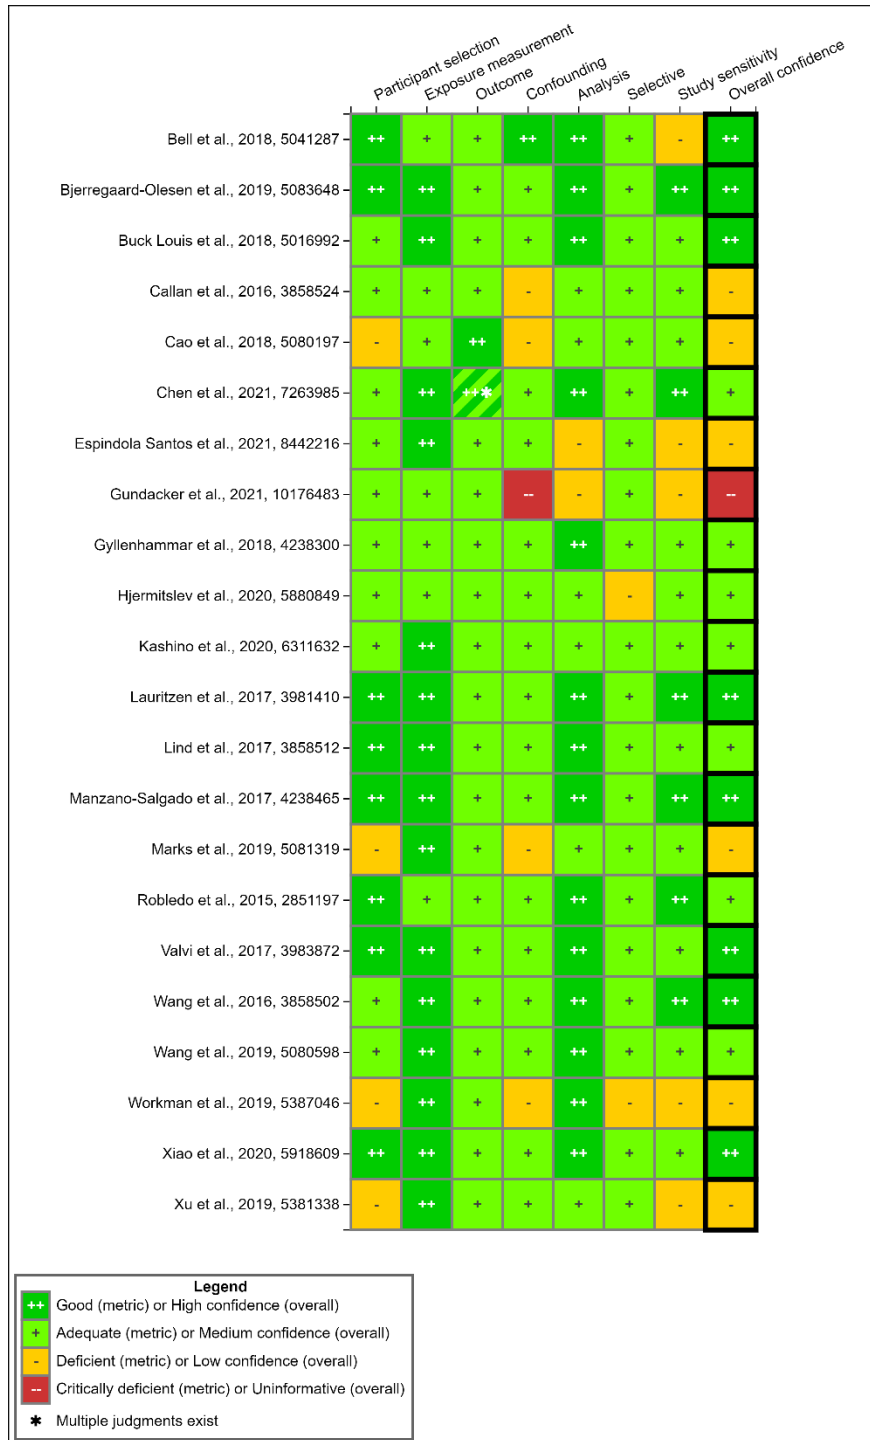 Participant selection
Exposure measurement
Outcome
Confounding
Analysis
Selective
Study sensitivity
Overall confidence
Bell et al., 2018, 5041287 ++ + + ++ ++ + - ++
Bjerregaard-Olesen et al., 2019, 5083648 ++ ++ + + ++ + ++ ++
Buck Louis et al., 2018, 5016992 + ++ + + ++ + + ++
Callan et al., 2016, 3858524 + + + - + + + -
Cao et al., 2018, 5080197 - + ++ - + + + -
Chen et al., 2021, 7263985 + ++ ++✱ + ++ + ++ +
Espindola Santos et al., 2021, 8442216 + ++ + + - + - -
Gundacker et al., 2021, 10176483 + + + -- - + - --
Gyllenhammar et al., 2018, 4238300 + + + + ++ + + +
Hjermitslev et al., 2020, 5880849 + + + + + - + +
Kashino et al., 2020, 6311632 + ++ + + + + + +
Lauritzen et al., 2017, 3981410 ++ ++ + + ++ + ++ ++
Lind et al., 2017, 3858512 ++ ++ + + ++ + + +
Manzano-Salgado et al., 2017, 4238465 ++ ++ + + ++ + ++ ++
Marks et al., 2019, 5081319 - ++ + - + + + -
Robledo et al., 2015, 2851197 ++ + + + ++ + ++ +
Valvi et al., 2017, 3983872 ++ ++ + + ++ + + ++
Wang et al., 2016, 3858502 + ++ + + ++ + ++ ++
Wang et al., 2019, 5080598 + ++ + + ++ + + +
Workman et al., 2019, 5387046 - ++ + - ++ - - -
Xiao et al., 2020, 5918609 ++ ++ + + ++ + + ++
Xu et al., 2019, 5381338 - ++ + + + + - -
Legend
++ Good (metric) or High confidence (overall)
+ Adequate (metric) or Medium confidence (overall)
- Deficient (metric) or Low confidence (overall)
-- Critically deficient (metric) or Uninformative (overall)
✱ Multiple judgments exist